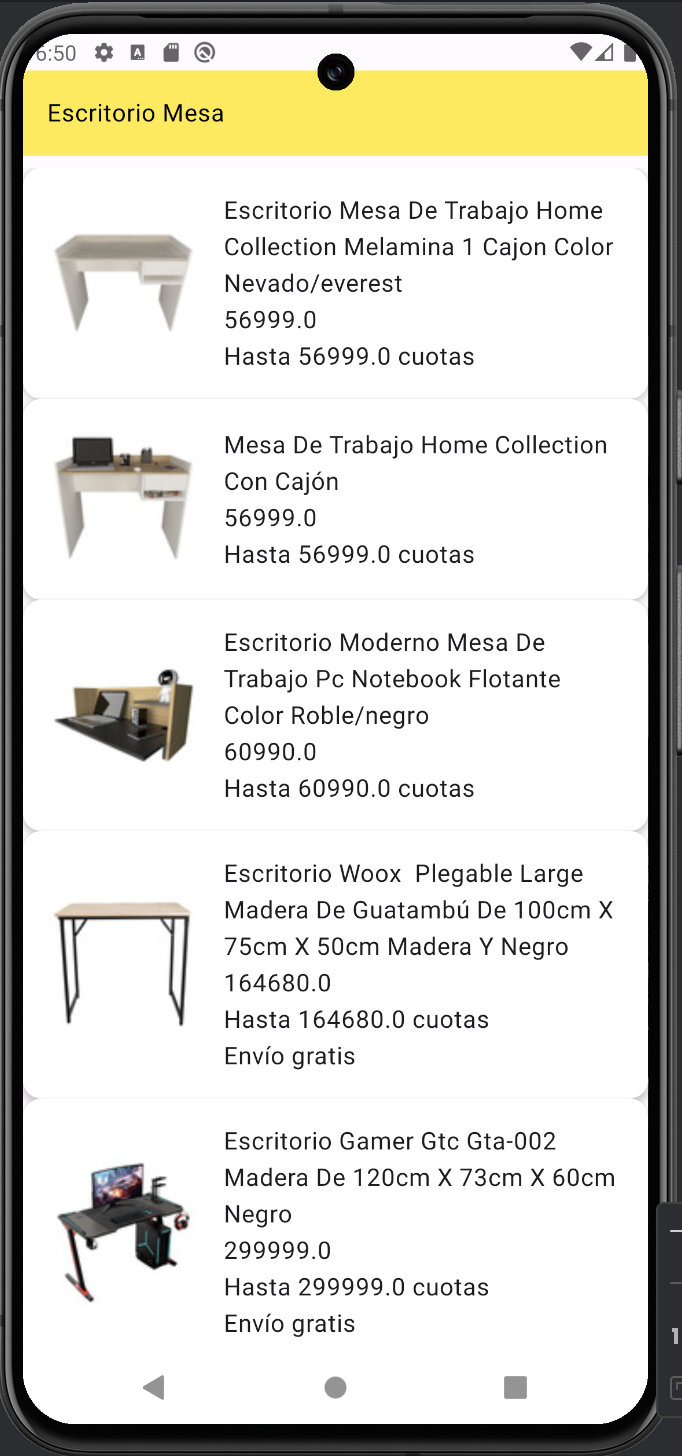 6:50
Escritorio Mesa
Escritorio Mesa De Trabajo Home
Collection Melamina 1 Cajon Color
Nevado/everest
56999.0
Hasta 56999.0 cuotas
Mesa De Trabajo Home Collection
Con Cajón
56999.0
Hasta 56999.0 cuotas
Escritorio Moderno Mesa De
Trabajo Pc Notebook Flotante
Color Roble/negro
60990.0
Hasta 60990.0 cuotas
Escritorio Woox  Plegable Large
Madera De Guatambú De 100cm X
75cm X 50cm Madera Y Negro
164680.0
Hasta 164680.0 cuotas
Envío gratis
Escritorio Gamer Gtc Gta-002
Madera De 120cm X 73cm X 60cm
Negro
299999.0
Hasta 299999.0 cuotas
Envío gratis